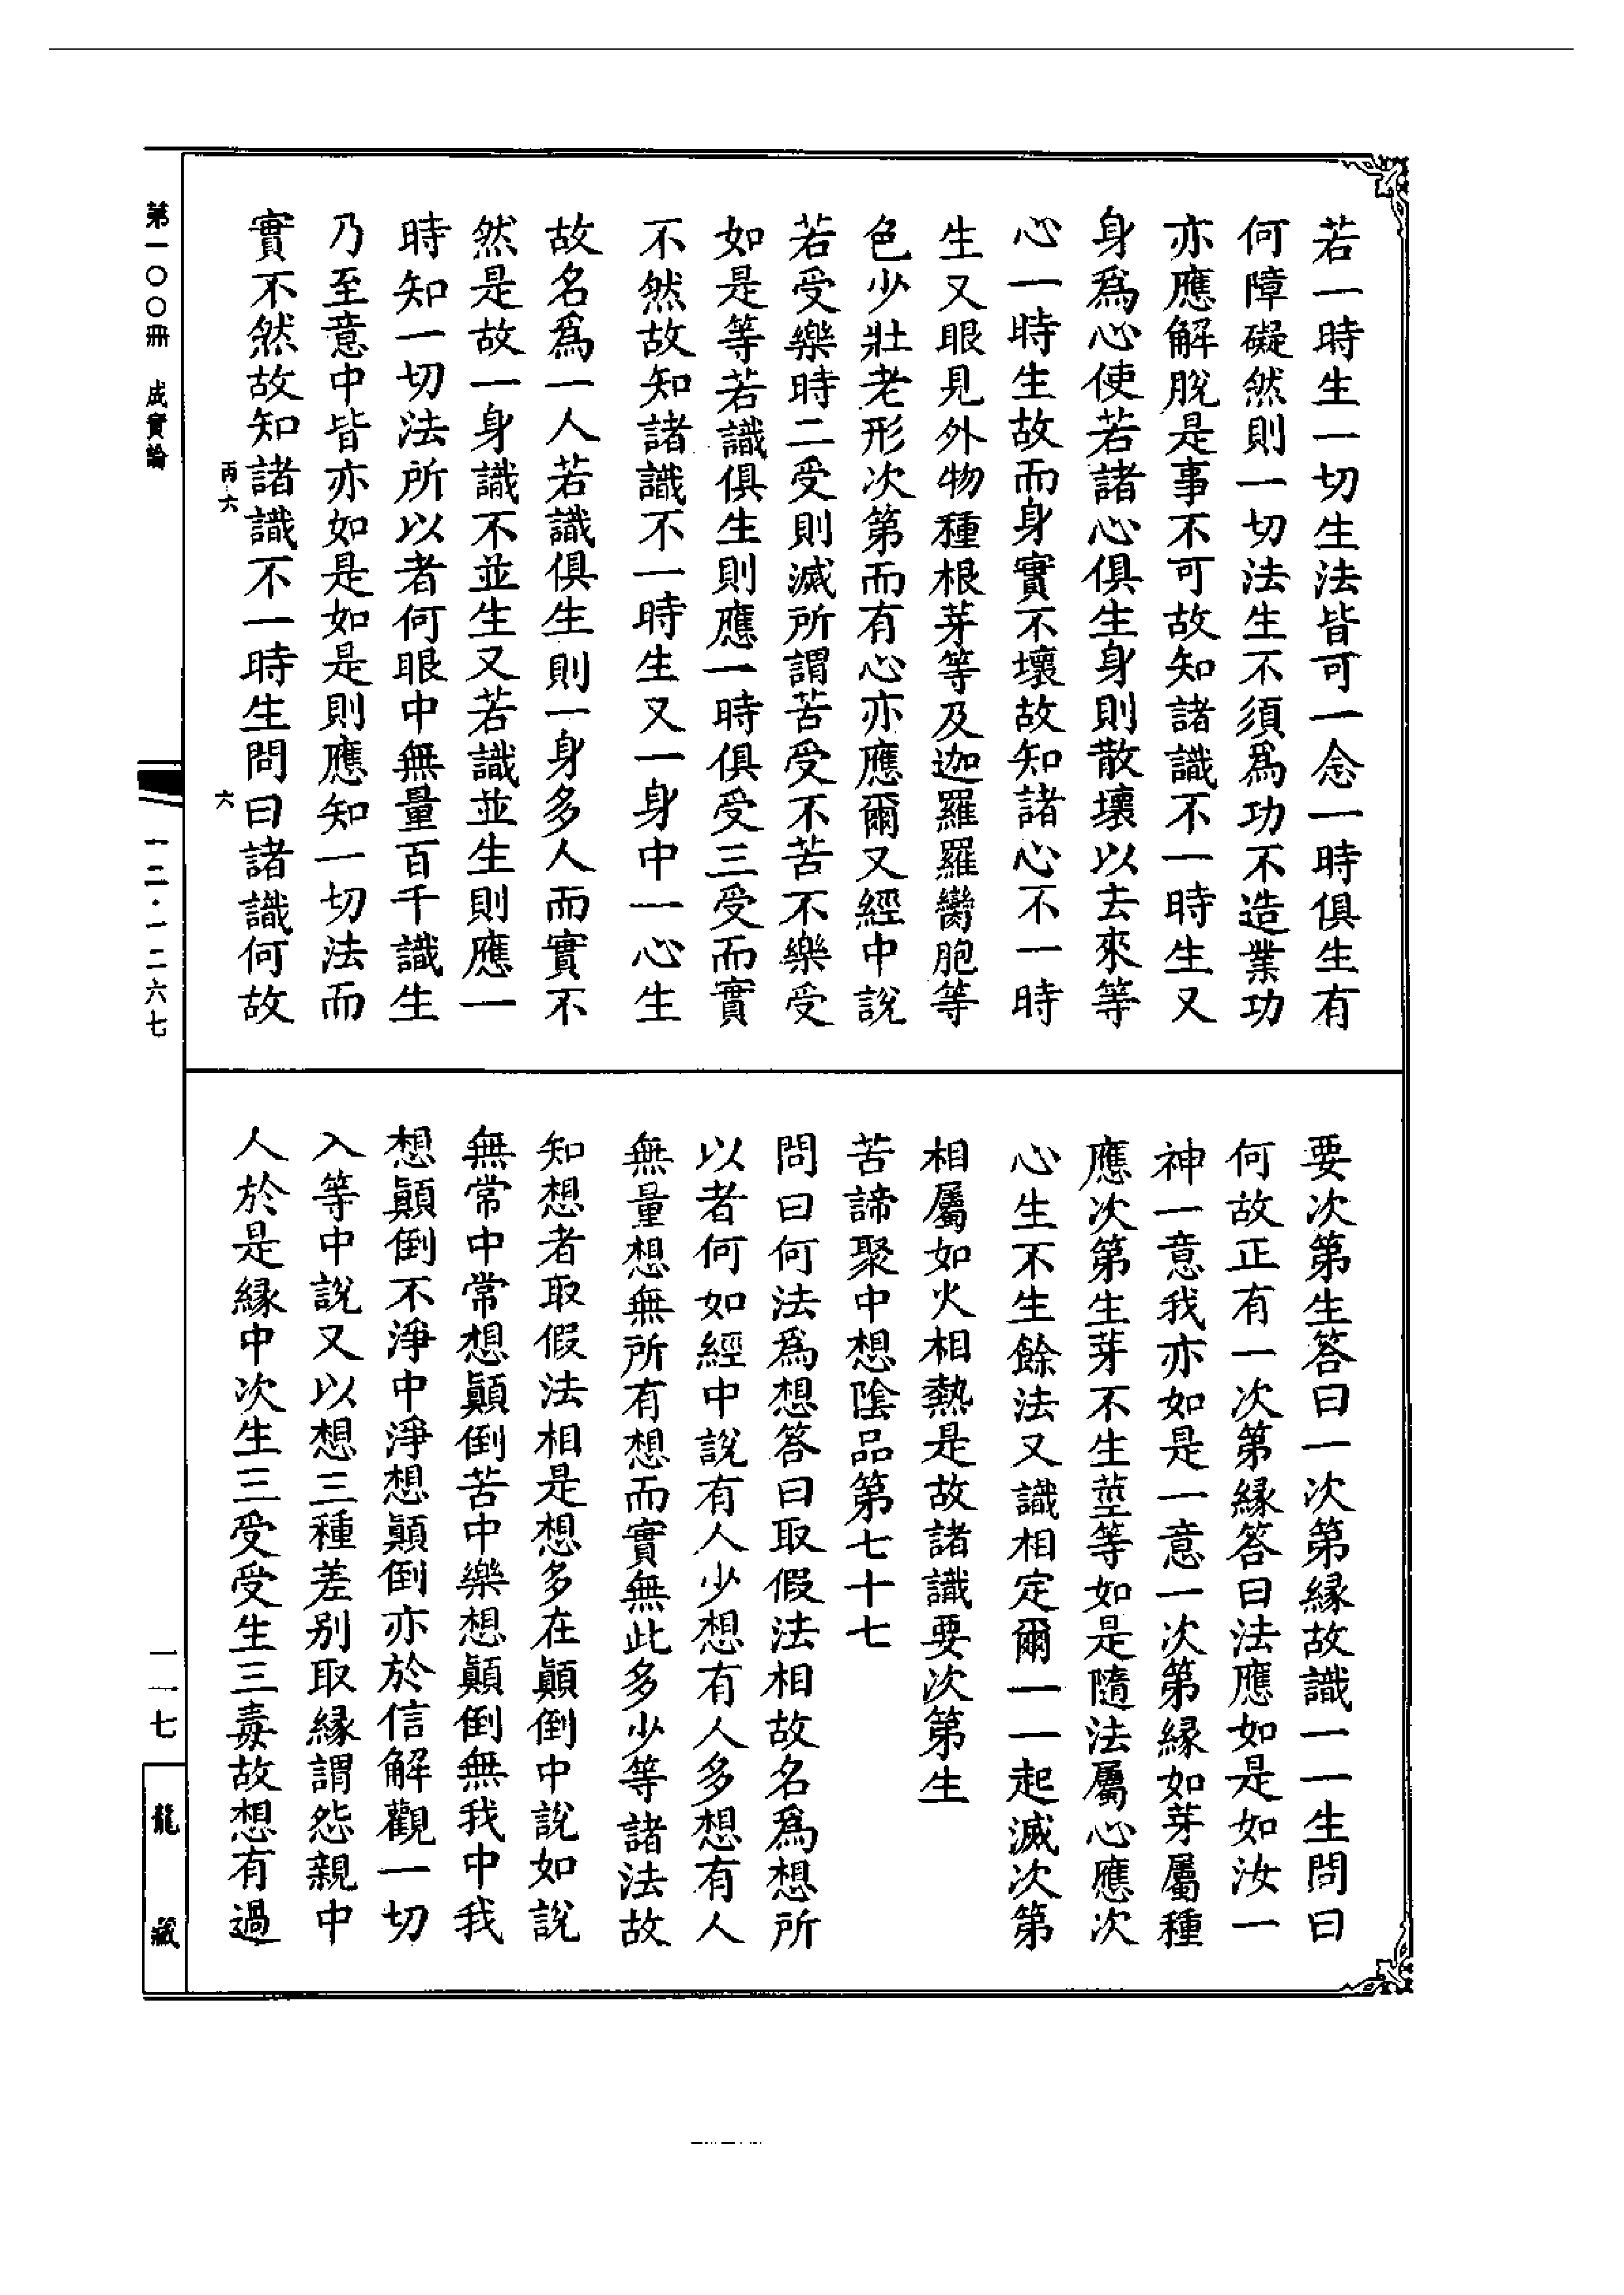 若一時生一切生法皆可一念一時俱生有
何障礙然則一切法生不須爲功不造業功
亦應解脫是事不可故知諸識不一時生又
身爲心使若諸心俱生身則散壞以去來等
心一時生故而身實不壞故知諸心不一時
生又眼見外物種根芽等及迦羅羅𦢊胞等
色少壯老形次第而有心亦應爾又經中說
若受樂時二受則滅所謂苦受不苦不樂受
如是等若識俱生則應一時俱受三受而實
不然故知諸識不一時生又一身中一心生
故名爲一人若識俱生則一身多人而實不
然是故一身識不並生又若識並生則應一
時知一切法所以者何眼中無量百千識生
乃至意中皆亦如是如是則應知一切法而
實不然故知諸識不一時生問曰諸識何故
要次第生答曰一次第緣故識一一生問曰
何故正有一次第緣答曰法應如是如汝一
神一意我亦如是一意一次第緣如芽屬種
應次第生芽不生莖等如是隨法屬心應次
心生不生餘法又識相定爾一一起滅次第
相屬如火相熱是故諸識要次第生
苦諦聚中想陰品第七十七
問曰何法爲想答曰取假法相故名爲想所
以者何如經中說有人少想有人多想有人
無量想無所有想而實無此多少等諸法故
知想者取假法相是想多在顛倒中說如說
無常中常想顛倒苦中樂想顛倒無我中我
想顛倒不淨中淨想顛倒亦於信解觀一切
入等中說又以想三種差别取緣謂怨親中
人於是緣中次生三受受生三毒故想有過
第一〇〇冊 成實論
丙六
六
一二·一二六七
一一七
龍藏